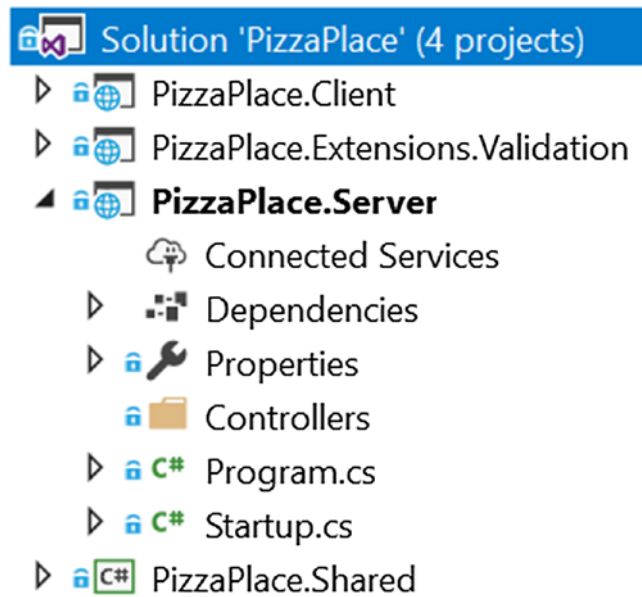 Solution 'PizzaPlace' (4 projects)
PizzaPlace.Client
PizzaPlace.Extensions.Validation
PizzaPlace.Server
Connected Services
Dependencies
Properties
Controllers
C# Program.cs
C# Startup.cs
C# PizzaPlace.Shared